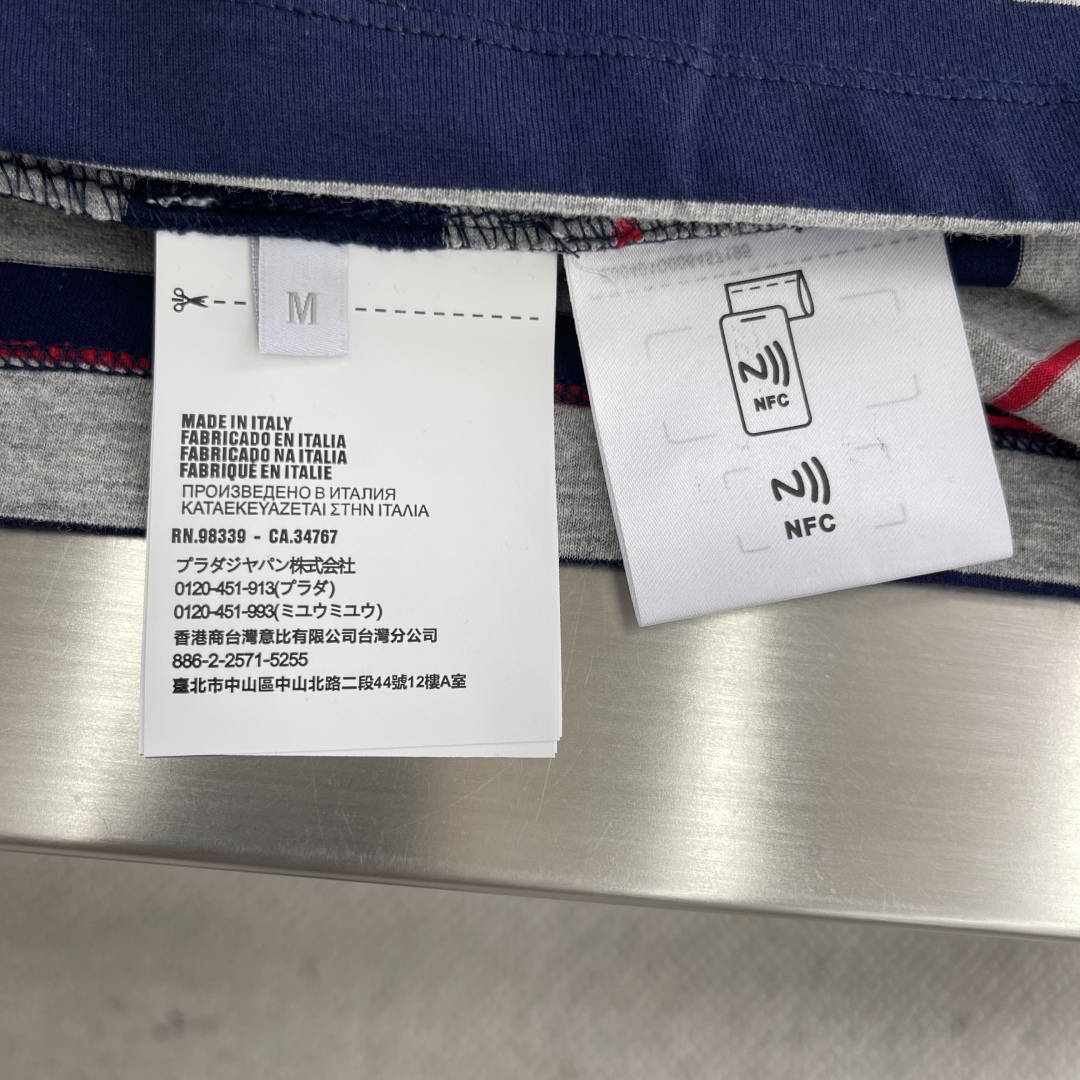 M
MADE IN ITALY
FABRICADO EN ITALIA
FABRICADO NA ITALIA
FABRIQUÉ EN ITALIE
ПРОИЗВЕДЕНО В ИТАЛИЯ
ΚΑΤΑΕΚΕΥΑΖΕΤΑΙ ΣΤΗΝ ΙΤΑΛΙΑ
RN.98339 - CA.34767
プラダジヤパン株式会社
0120-451-913(プラダ)
0120-451-993(ミユウミユウ)
香港商台灣意比有限公司台灣分公司
886-2-2571-5255
臺北市中山區中山北路二段44號12樓A室
NFC
NFC